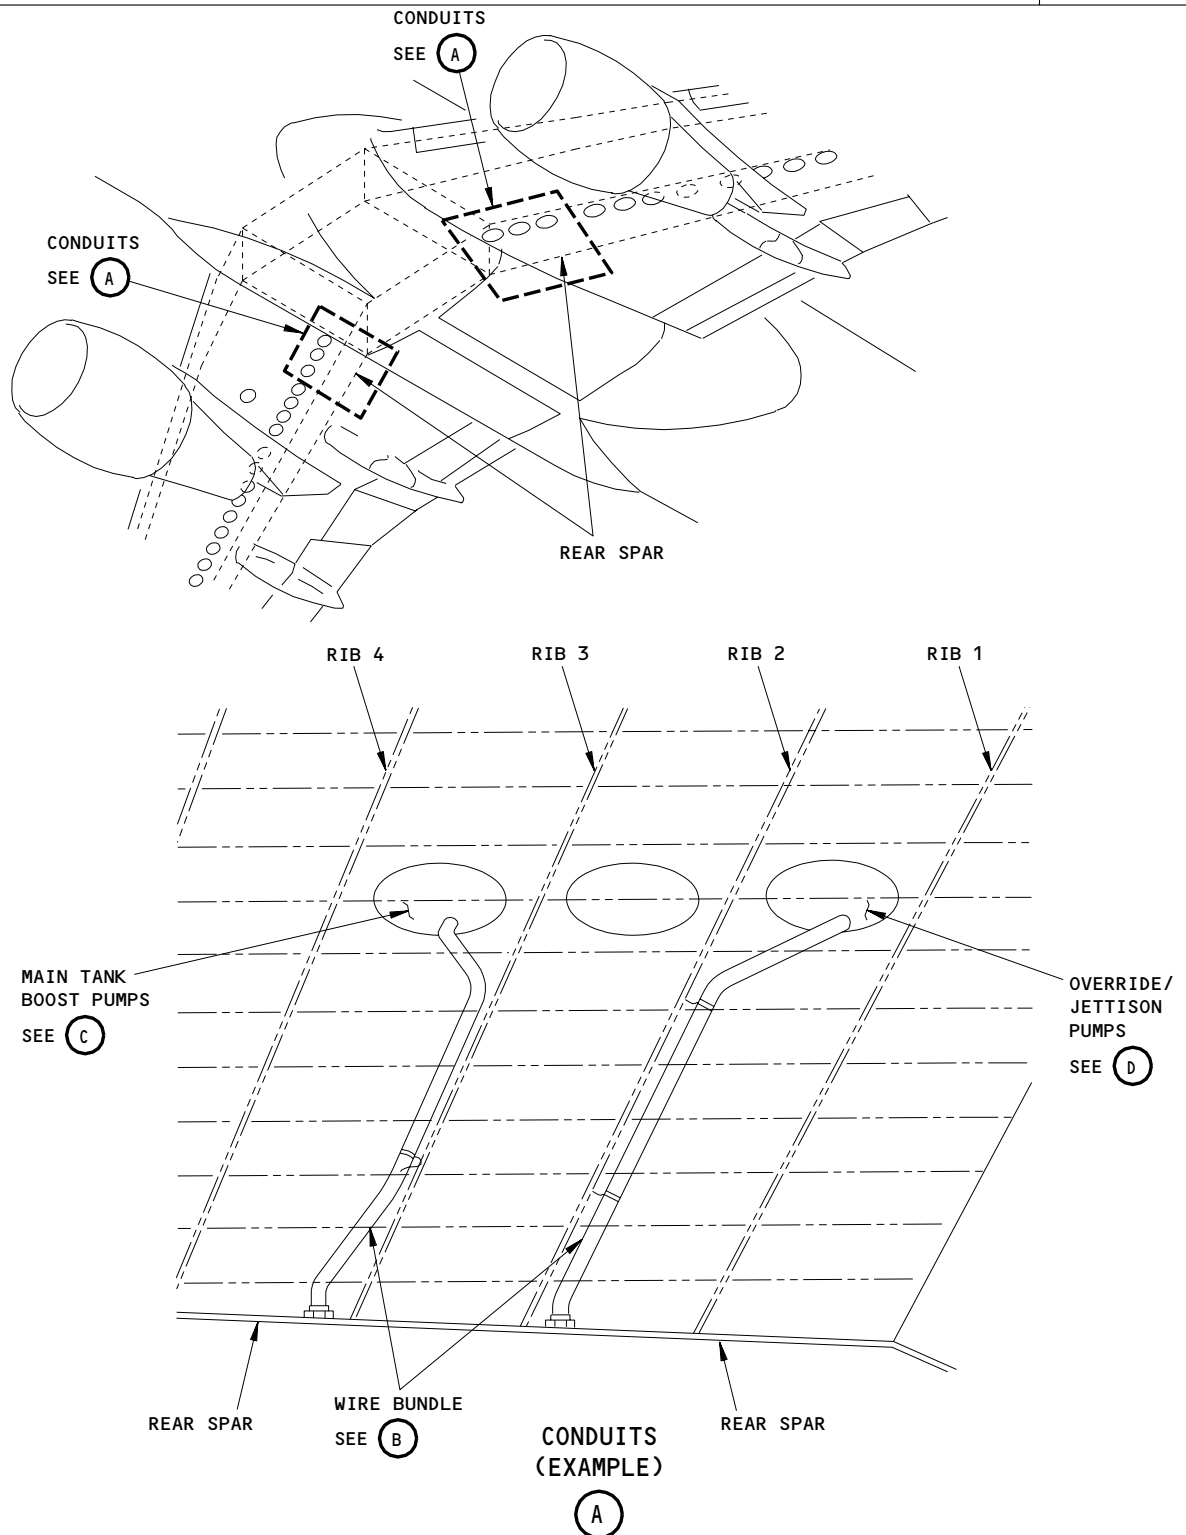 CONDUITS
SEE A
CONDUITS
SEE A
REAR SPAR
RIB 4
RIB 3
RIB 2
RIB 1
MAIN TANK
BOOST PUMPS
SEE C
OVERRIDE/
JETTISON
PUMPS
SEE D
WIRE BUNDLE
SEE B
REAR SPAR
REAR SPAR
CONDUITS
(EXAMPLE)
A